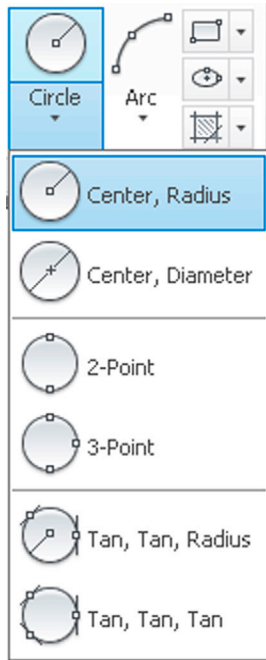 Circle
Arc
Center, Radius
Center, Diameter
2-Point
3-Point
Tan, Tan, Radius
Tan, Tan, Tan